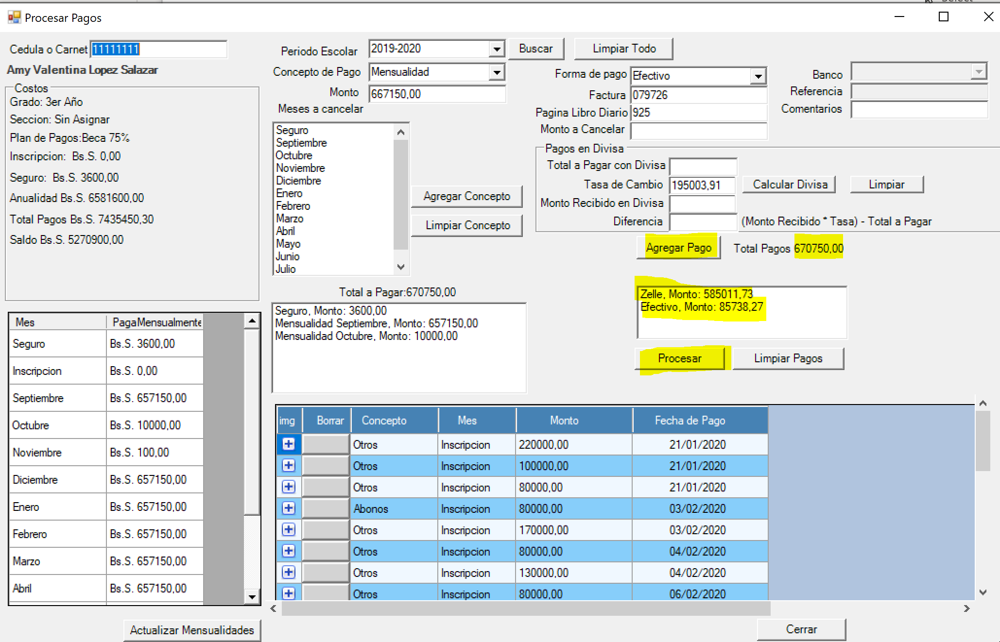 Select
Procesar Pagos
Cedula o Carnet 11111111
Amy Valentina Lopez Salazar
Costos
Grado: 3er Año
Seccion: Sin Asignar
Plan de Pagos:Beca 75%
Inscripcion: Bs.S. 0,00
Seguro: Bs.S. 3600,00
Anualidad Bs.S. 6581600,00
Total Pagos Bs.S. 7435450,30
Saldo Bs.S. 5270900,00
Periodo Escolar 2019-2020 Buscar Limpiar Todo
Concepto de Pago Mensualidad
Monto 667150,00
Meses a cancelar
Seguro
Septiembre
Octubre
Noviembre
Diciembre
Enero
Febrero
Marzo
Abril
Mayo
Junio
Julio
Agregar Concepto
Limpiar Concepto
Forma de pago Efectivo
Factura 079726
Pagina Libro Diario 925
Monto a Cancelar
Banco
Referencia
Comentarios
Pagos en Divisa
Total a Pagar con Divisa
Tasa de Cambio 195003,91 Calcular Divisa Limpiar
Monto Recibido en Divisa
Diferencia (Monto Recibido * Tasa) - Total a Pagar
Agregar Pago Total Pagos 670750,00
Zelle, Monto: 585011,73
Efectivo, Monto: 85738,27
Procesar Limpiar Pagos
Total a Pagar:670750,00
Seguro, Monto: 3600,00
Mensualidad Septiembre, Monto: 657150,00
Mensualidad Octubre, Monto: 10000,00
Mes PagaMensualmente
Seguro Bs.S. 3600,00
Inscripcion Bs.S. 0,00
Septiembre Bs.S. 657150,00
Octubre Bs.S. 10000,00
Noviembre Bs.S. 100,00
Diciembre Bs.S. 657150,00
Enero Bs.S. 657150,00
Febrero Bs.S. 657150,00
Marzo Bs.S. 657150,00
Abril Bs.S. 657150,00
Actualizar Mensualidades
img Borrar Concepto Mes Monto Fecha de Pago
Otros Inscripcion 220000,00 21/01/2020
Otros Inscripcion 100000,00 21/01/2020
Otros Inscripcion 80000,00 21/01/2020
Abonos Inscripcion 80000,00 03/02/2020
Otros Inscripcion 170000,00 03/02/2020
Otros Inscripcion 80000,00 04/02/2020
Otros Inscripcion 130000,00 04/02/2020
Otros Inscripcion 80000,00 06/02/2020
Cerrar